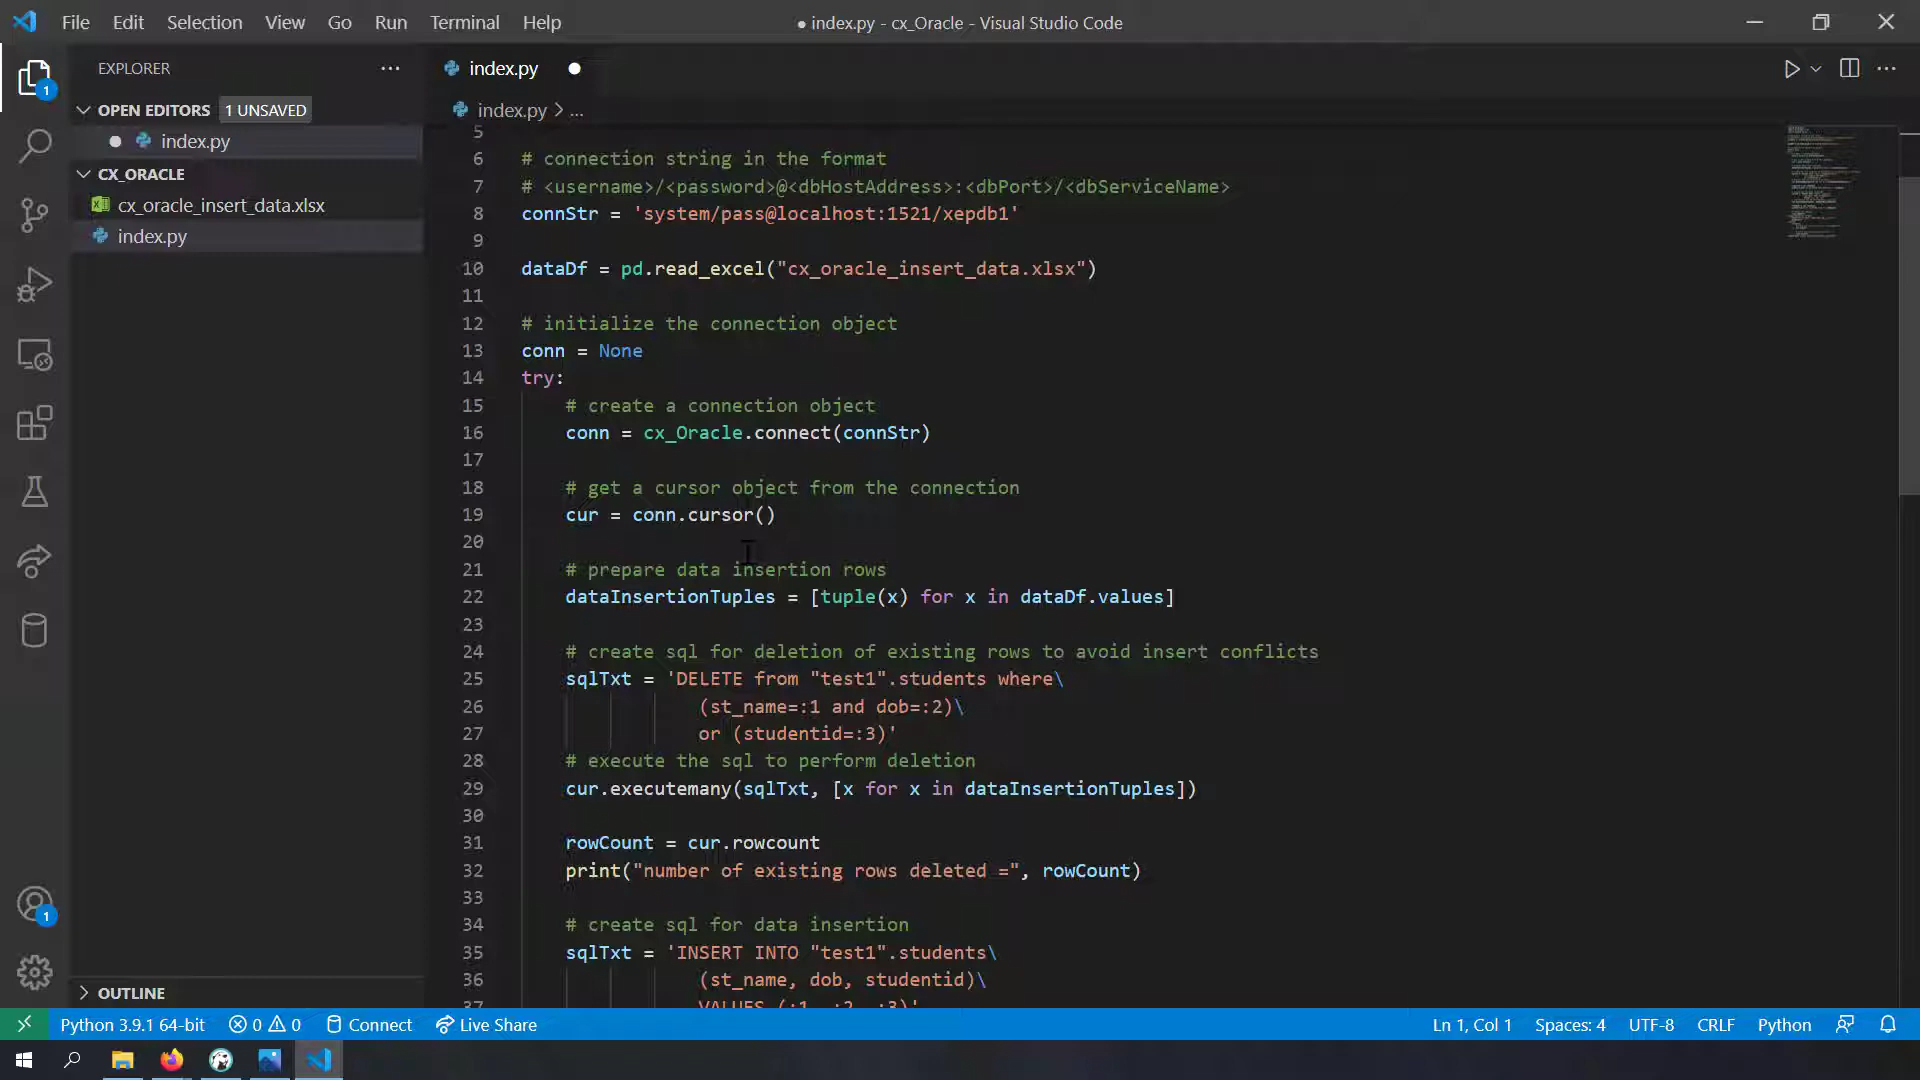 File Edit Selection View Go Run Terminal Help
● index.py - cx_Oracle - Visual Studio Code
EXPLORER
OPEN EDITORS 1 UNSAVED
index.py
CX_ORACLE
cx_oracle_insert_data.xlsx
index.py
OUTLINE
1
1
index.py
index.py > ...
5
6 # connection string in the format
7 # <username>/<password>@<dbHostAddress>:<dbPort>/<dbServiceName>
8 connStr = 'system/pass@localhost:1521/xepdb1'
9
10 dataDf = pd.read_excel("cx_oracle_insert_data.xlsx")
11
12 # initialize the connection object
13 conn = None
14 try:
15 # create a connection object
16 conn = cx_Oracle.connect(connStr)
17
18 # get a cursor object from the connection
19 cur = conn.cursor()
20
21 # prepare data insertion rows
22 dataInsertionTuples = [tuple(x) for x in dataDf.values]
23
24 # create sql for deletion of existing rows to avoid insert conflicts
25 sqlTxt = 'DELETE from "test1".students where\
26 (st_name=:1 and dob=:2)\
27 or (studentid=:3)'
28 # execute the sql to perform deletion
29 cur.executemany(sqlTxt, [x for x in dataInsertionTuples])
30
31 rowCount = cur.rowcount
32 print("number of existing rows deleted =", rowCount)
33
34 # create sql for data insertion
35 sqlTxt = 'INSERT INTO "test1".students\
36 (st_name, dob, studentid)\
37 VALUES (:1, :2, :3)'
Python 3.9.1 64-bit 0 0 Connect Live Share
Ln 1, Col 1 Spaces: 4 UTF-8 CRLF Python